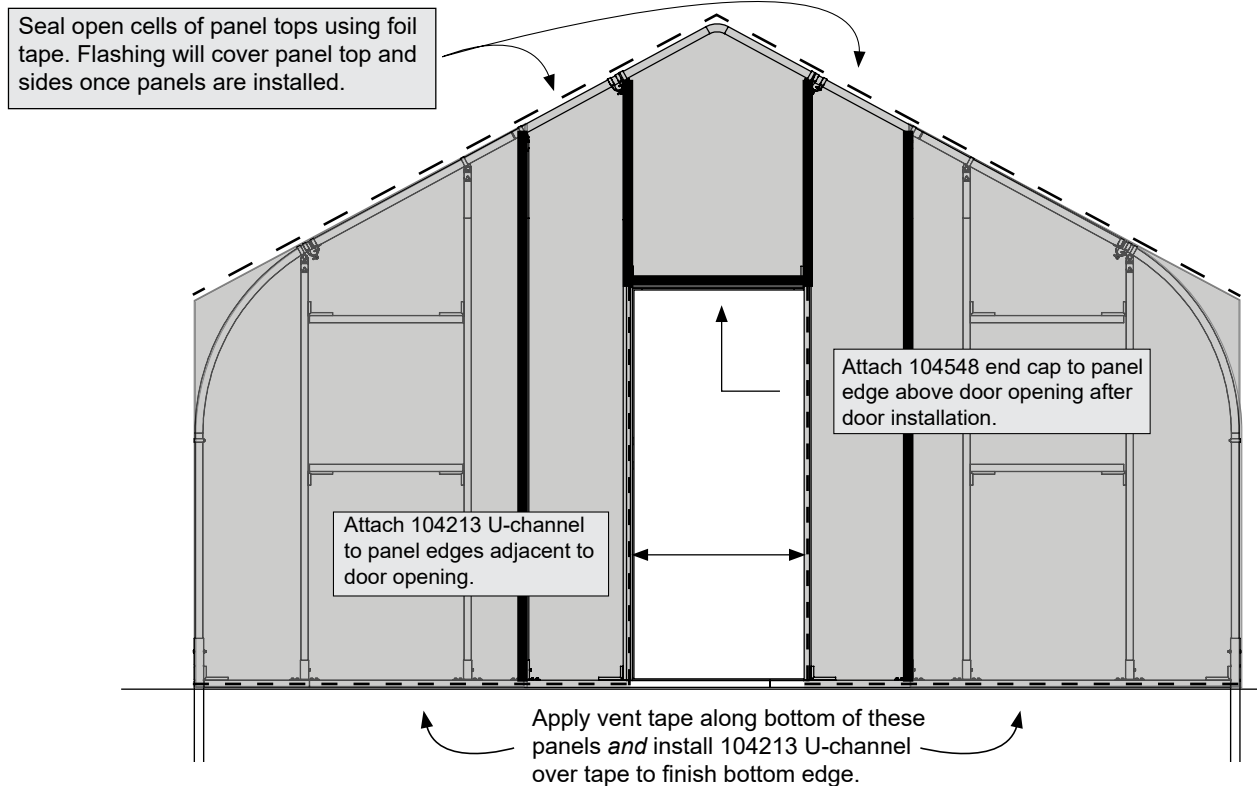 Seal open cells of panel tops using foil
tape. Flashing will cover panel top and
sides once panels are installed.
Attach 104548 end cap to panel
edge above door opening after
door installation.
Attach 104213 U-channel
to panel edges adjacent to
door opening.
Apply vent tape along bottom of these
panels and install 104213 U-channel
over tape to finish bottom edge.